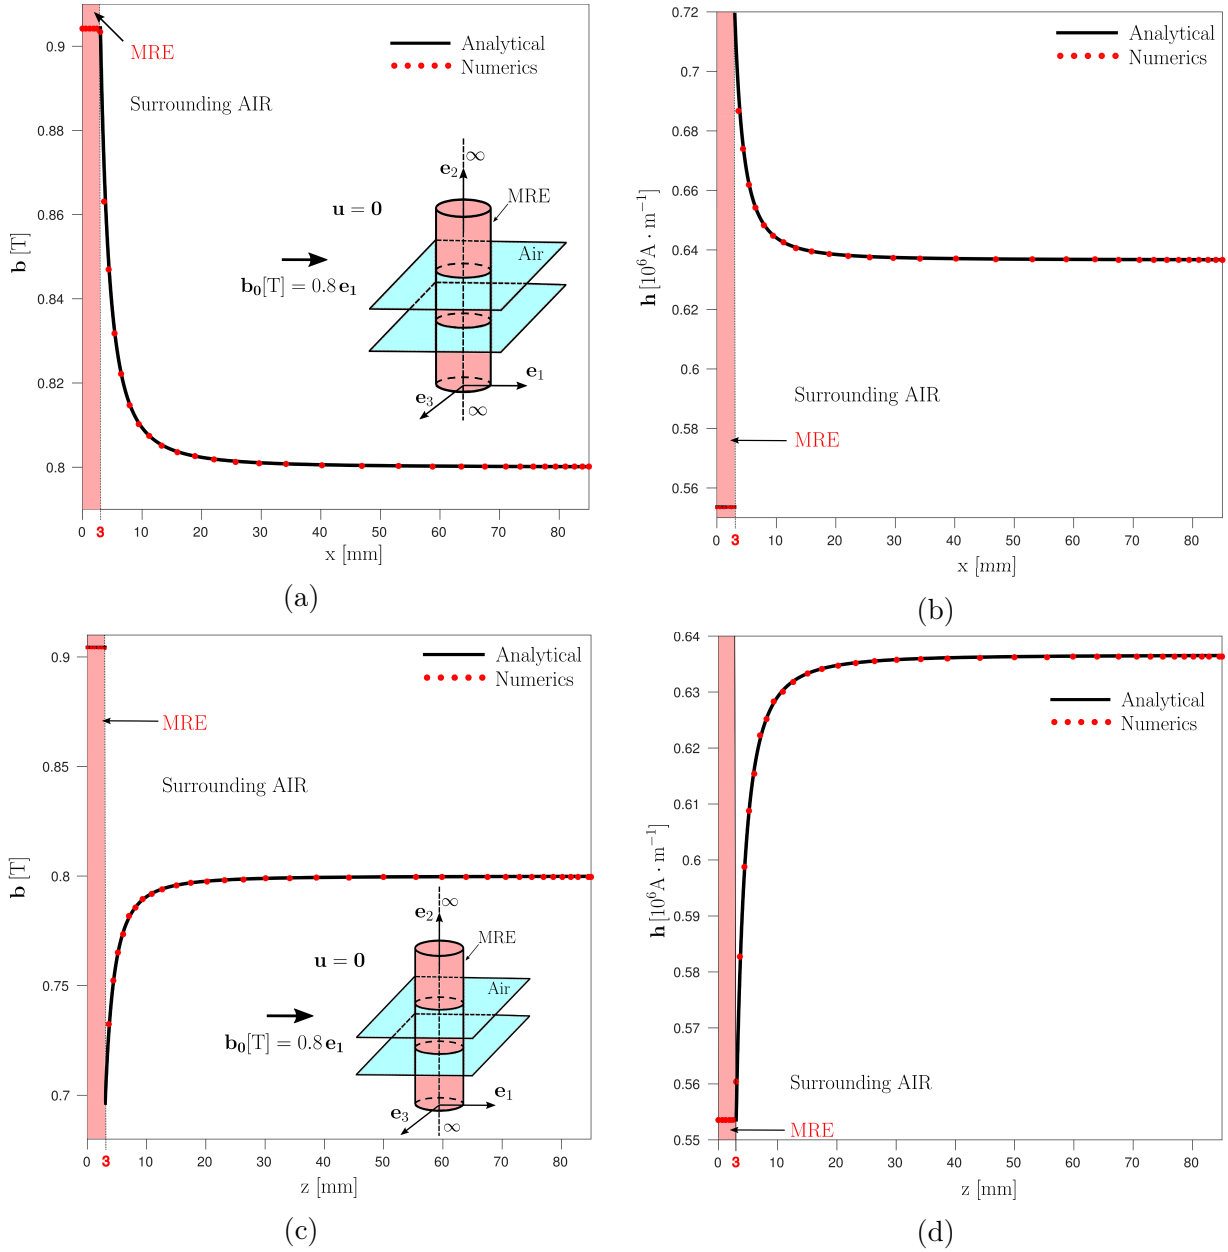 MRE
Surrounding AIR
Analytical
Numerics
b [T]
0.9
0.88
0.86
0.84
0.82
0.8
u = 0
b₀[T] = 0.8 e₁
∞
e₂
MRE
Air
e₁
e₃
∞
0 3 10 20 30 40 50 60 70 80
x [mm]
(a)
Analytical
Numerics
h [10⁶A · m⁻¹]
0.72
0.7
0.68
0.66
0.64
0.62
0.6
0.58
0.56
Surrounding AIR
MRE
0 3 10 20 30 40 50 60 70 80
x [mm]
(b)
Analytical
Numerics
MRE
Surrounding AIR
b [T]
0.9
0.85
0.8
0.75
0.7
u = 0
b₀[T] = 0.8 e₁
∞
e₂
MRE
Air
e₁
e₃
∞
0 3 10 20 30 40 50 60 70 80
z [mm]
(c)
Analytical
Numerics
h [10⁶A · m⁻¹]
0.64
0.63
0.62
0.61
0.6
0.59
0.58
0.57
0.56
0.55
Surrounding AIR
MRE
0 3 10 20 30 40 50 60 70 80
z [mm]
(d)